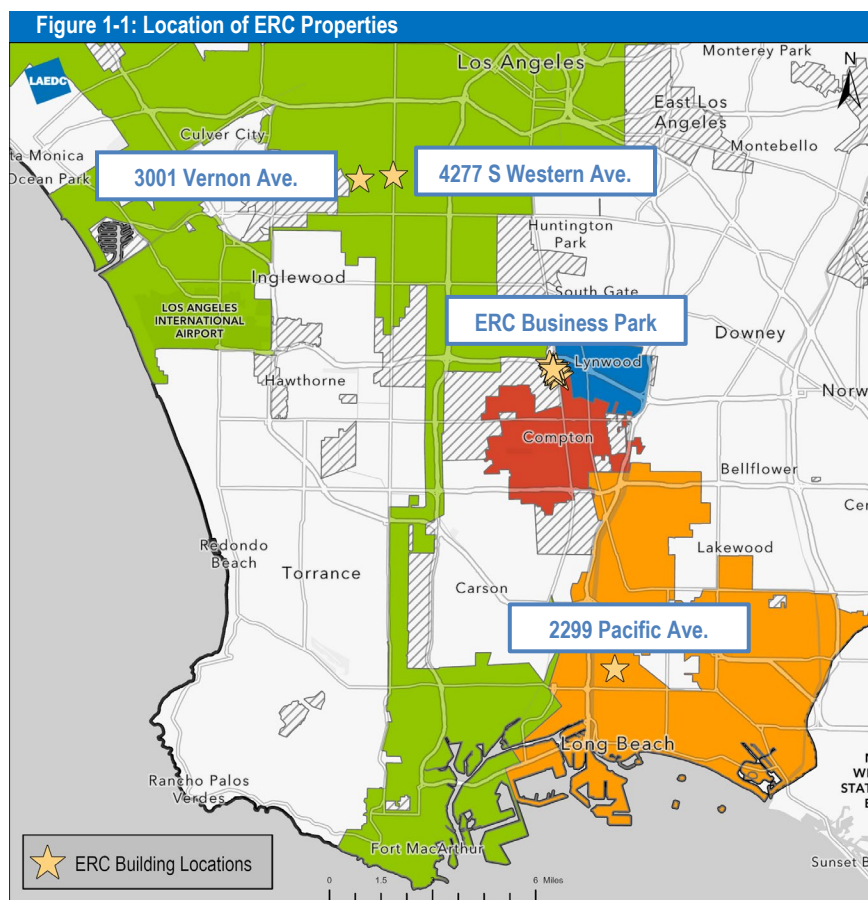 Figure 1-1: Location of ERC Properties
LAEDC
Los Angeles
Monterey Park
N
East Los
Angeles
Culver City
Montebello
ta Monica
Ocean Park
3001 Vernon Ave.
4277 S Western Ave.
Huntington
Park
Inglewood
South Gate
LOS ANGELES
INTERNATIONAL
AIRPORT
ERC Business Park
Downey
Lynwood
Hawthorne
Norw
Compton
Bellflower
Cer
Redondo
Beach
Torrance
Lakewood
Carson
2299 Pacific Ave.
Long Beach
Rancho Palos
Verdes
Fort MacArthur
STAT
Sunset B
ERC Building Locations
0 1.5 3 6 Miles